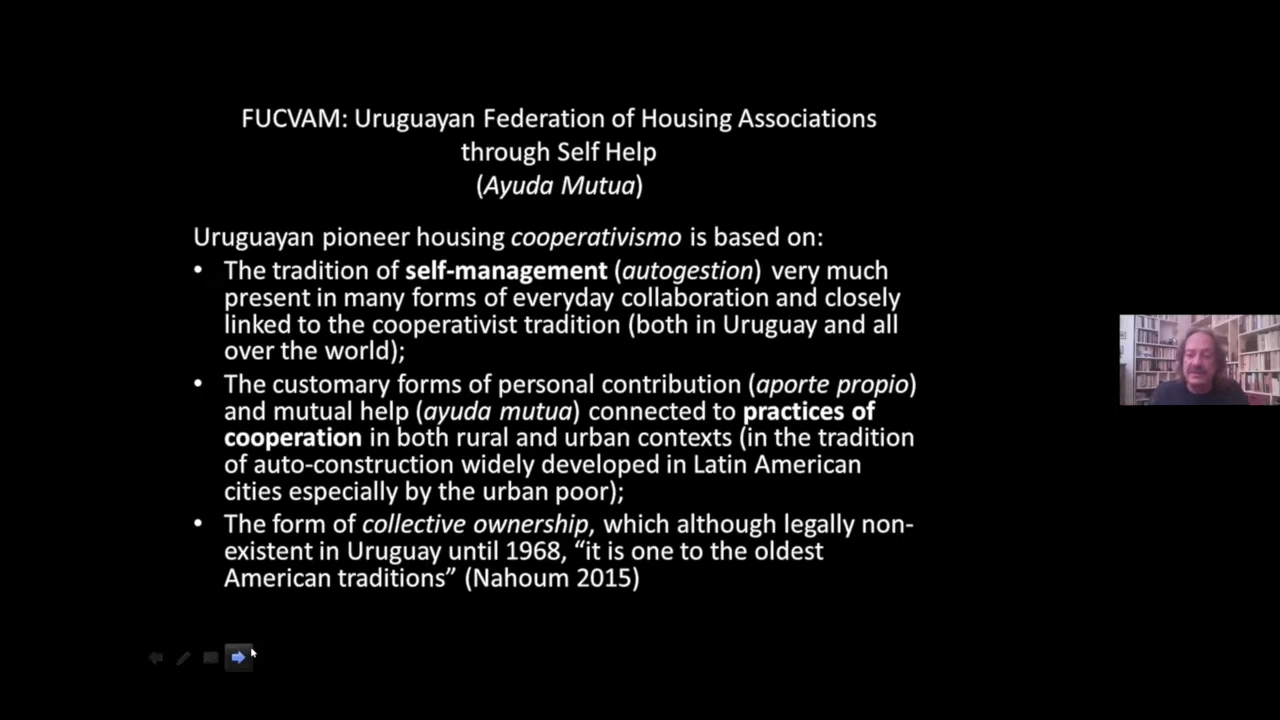 FUCVAM: Uruguayan Federation of Housing Associations
through Self Help
(Ayuda Mutua)
Uruguayan pioneer housing cooperativismo is based on:
• The tradition of self-management (autogestion) very much
present in many forms of everyday collaboration and closely
linked to the cooperativist tradition (both in Uruguay and all
over the world);
• The customary forms of personal contribution (aporte propio)
and mutual help (ayuda mutua) connected to practices of
cooperation in both rural and urban contexts (in the tradition
of auto-construction widely developed in Latin American
cities especially by the urban poor);
• The form of collective ownership, which although legally non-
existent in Uruguay until 1968, “it is one to the oldest
American traditions” (Nahoum 2015)